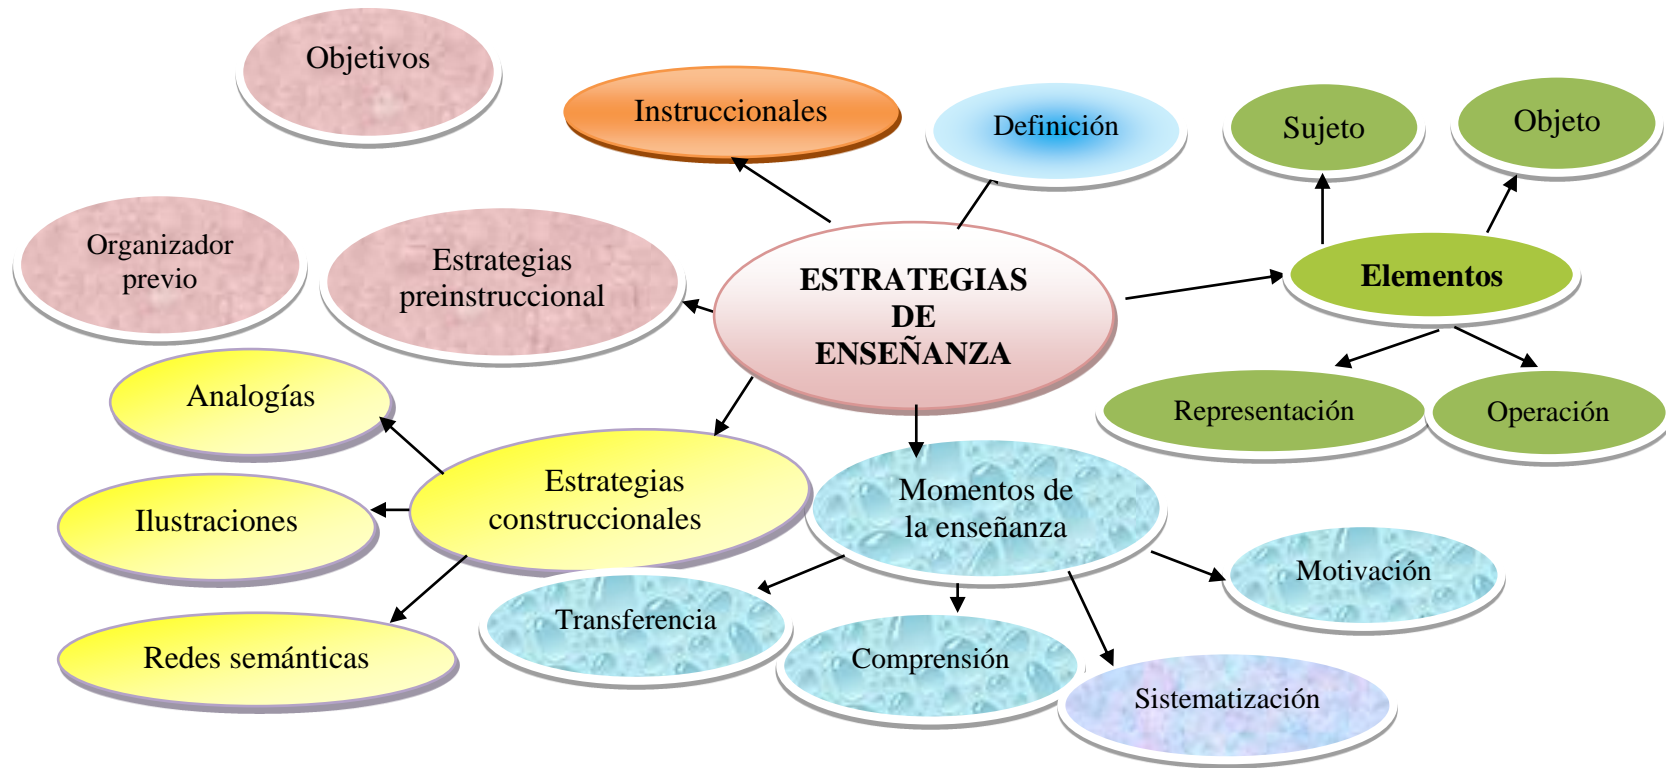 Objetivos
Instruccionales
Definición
Sujeto
Objeto
Organizador
previo
Estrategias
preinstruccional
ESTRATEGIAS
DE
ENSEÑANZA
Elementos
Analogías
Representación
Operación
Estrategias
construccionales
Momentos de
la enseñanza
Ilustraciones
Motivación
Transferencia
Redes semánticas
Comprensión
Sistematización